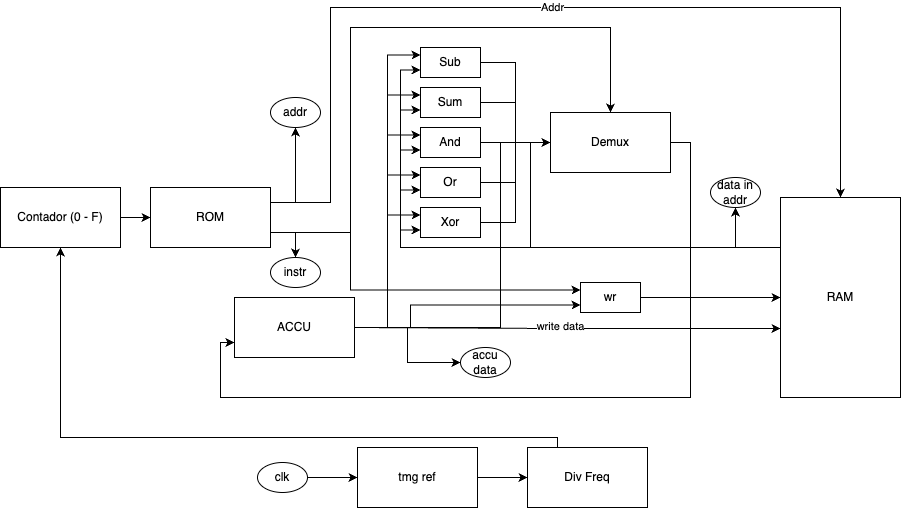 Addr
Sub
Sum
addr
And
Demux
Or
data in
addr
Contador (0 - F)
ROM
Xor
instr
wr
RAM
ACCU
write data
accu
data
clk
tmg ref
Div Freq